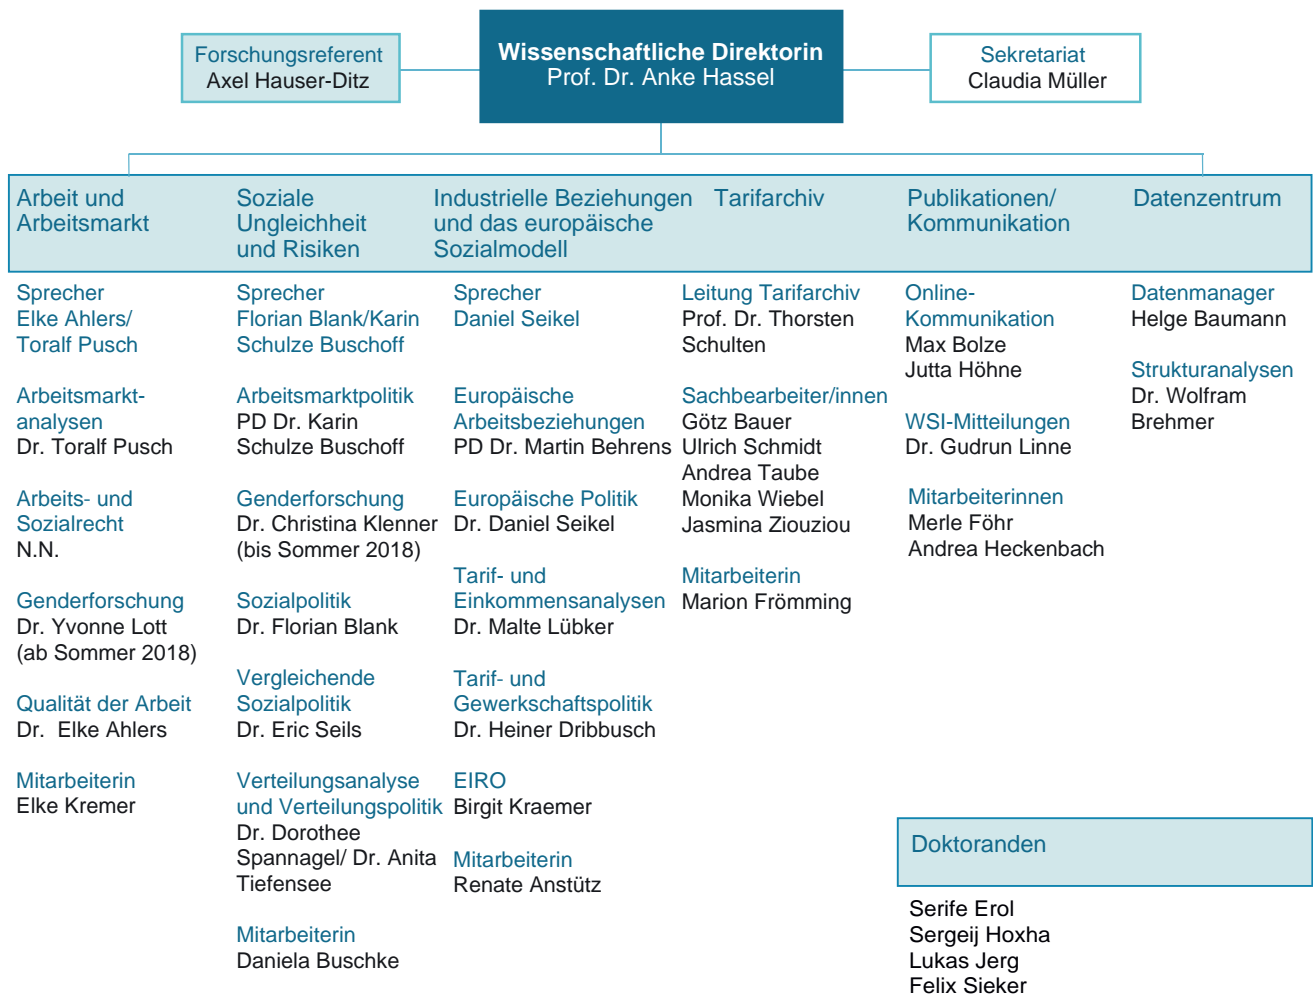 Forschungsreferent
Axel Hauser-Ditz
Wissenschaftliche Direktorin
Prof. Dr. Anke Hassel
Sekretariat
Claudia Müller
Arbeit und
Arbeitsmarkt
Soziale
Ungleichheit
und Risiken
Industrielle Beziehungen
und das europäische
Sozialmodell
Tarifarchiv
Publikationen/
Kommunikation
Datenzentrum
Sprecher
Elke Ahlers/
Toralf Pusch
Arbeitsmarkt-
analysen
Dr. Toralf Pusch
Arbeits- und
Sozialrecht
N.N.
Genderforschung
Dr. Yvonne Lott
(ab Sommer 2018)
Qualität der Arbeit
Dr.  Elke Ahlers
Mitarbeiterin
Elke Kremer
Sprecher
Florian Blank/Karin
Schulze Buschoff
Arbeitsmarktpolitik
PD Dr. Karin
Schulze Buschoff
Genderforschung
Dr. Christina Klenner
(bis Sommer 2018)
Sozialpolitik
Dr. Florian Blank
Vergleichende
Sozialpolitik
Dr. Eric Seils
Verteilungsanalyse
und Verteilungspolitik
Dr. Dorothee
Spannagel/ Dr. Anita
Tiefensee
Mitarbeiterin
Daniela Buschke
Sprecher
Daniel Seikel
Europäische
Arbeitsbeziehungen
PD Dr. Martin Behrens
Europäische Politik
Dr. Daniel Seikel
Tarif- und
Einkommensanalysen
Dr. Malte Lübker
Tarif- und
Gewerkschaftspolitik
Dr. Heiner Dribbusch
EIRO
Birgit Kraemer
Mitarbeiterin
Renate Anstütz
Leitung Tarifarchiv
Prof. Dr. Thorsten
Schulten
Sachbearbeiter/innen
Götz Bauer
Ulrich Schmidt
Andrea Taube
Monika Wiebel
Jasmina Ziouziou
Mitarbeiterin
Marion Frömming
Online-
Kommunikation
Max Bolze
Jutta Höhne
WSI-Mitteilungen
Dr. Gudrun Linne
Mitarbeiterinnen
Merle Föhr
Andrea Heckenbach
Datenmanager
Helge Baumann
Strukturanalysen
Dr. Wolfram
Brehmer
Doktoranden
Serife Erol
Sergeij Hoxha
Lukas Jerg
Felix Sieker